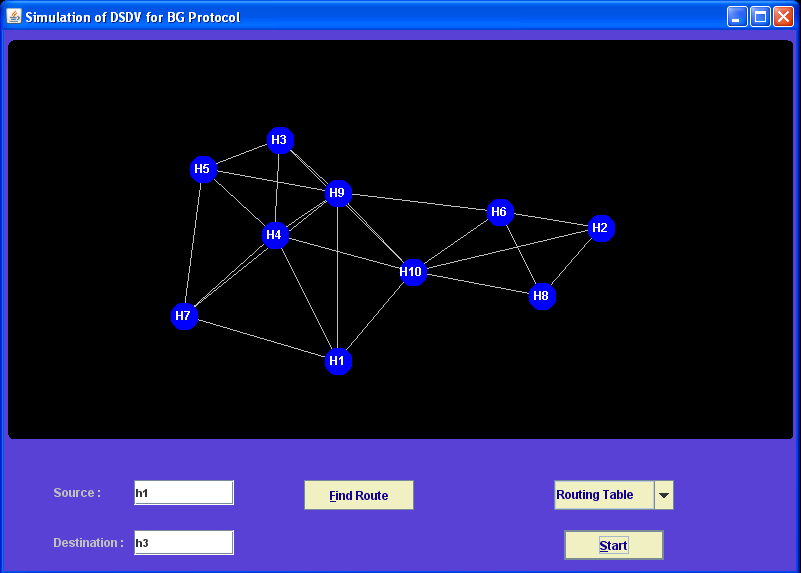 Simulation of DSDV for BG Protocol
H3
H5
H9
H6
H2
H4
H10
H8
H7
H1
Source :
h1
Find Route
Routing Table
Destination :
h3
Start